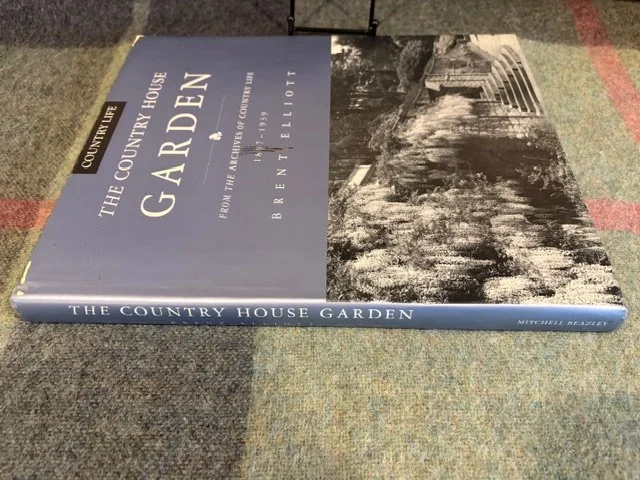 COUNTRY LIFE
THE COUNTRY HOUSE
GARDEN
FROM THE ARCHIVES OF COUNTRY LIFE
1897–1939
BRENT ELLIOTT
THE COUNTRY HOUSE GARDEN
MITCHELL BEAZLEY